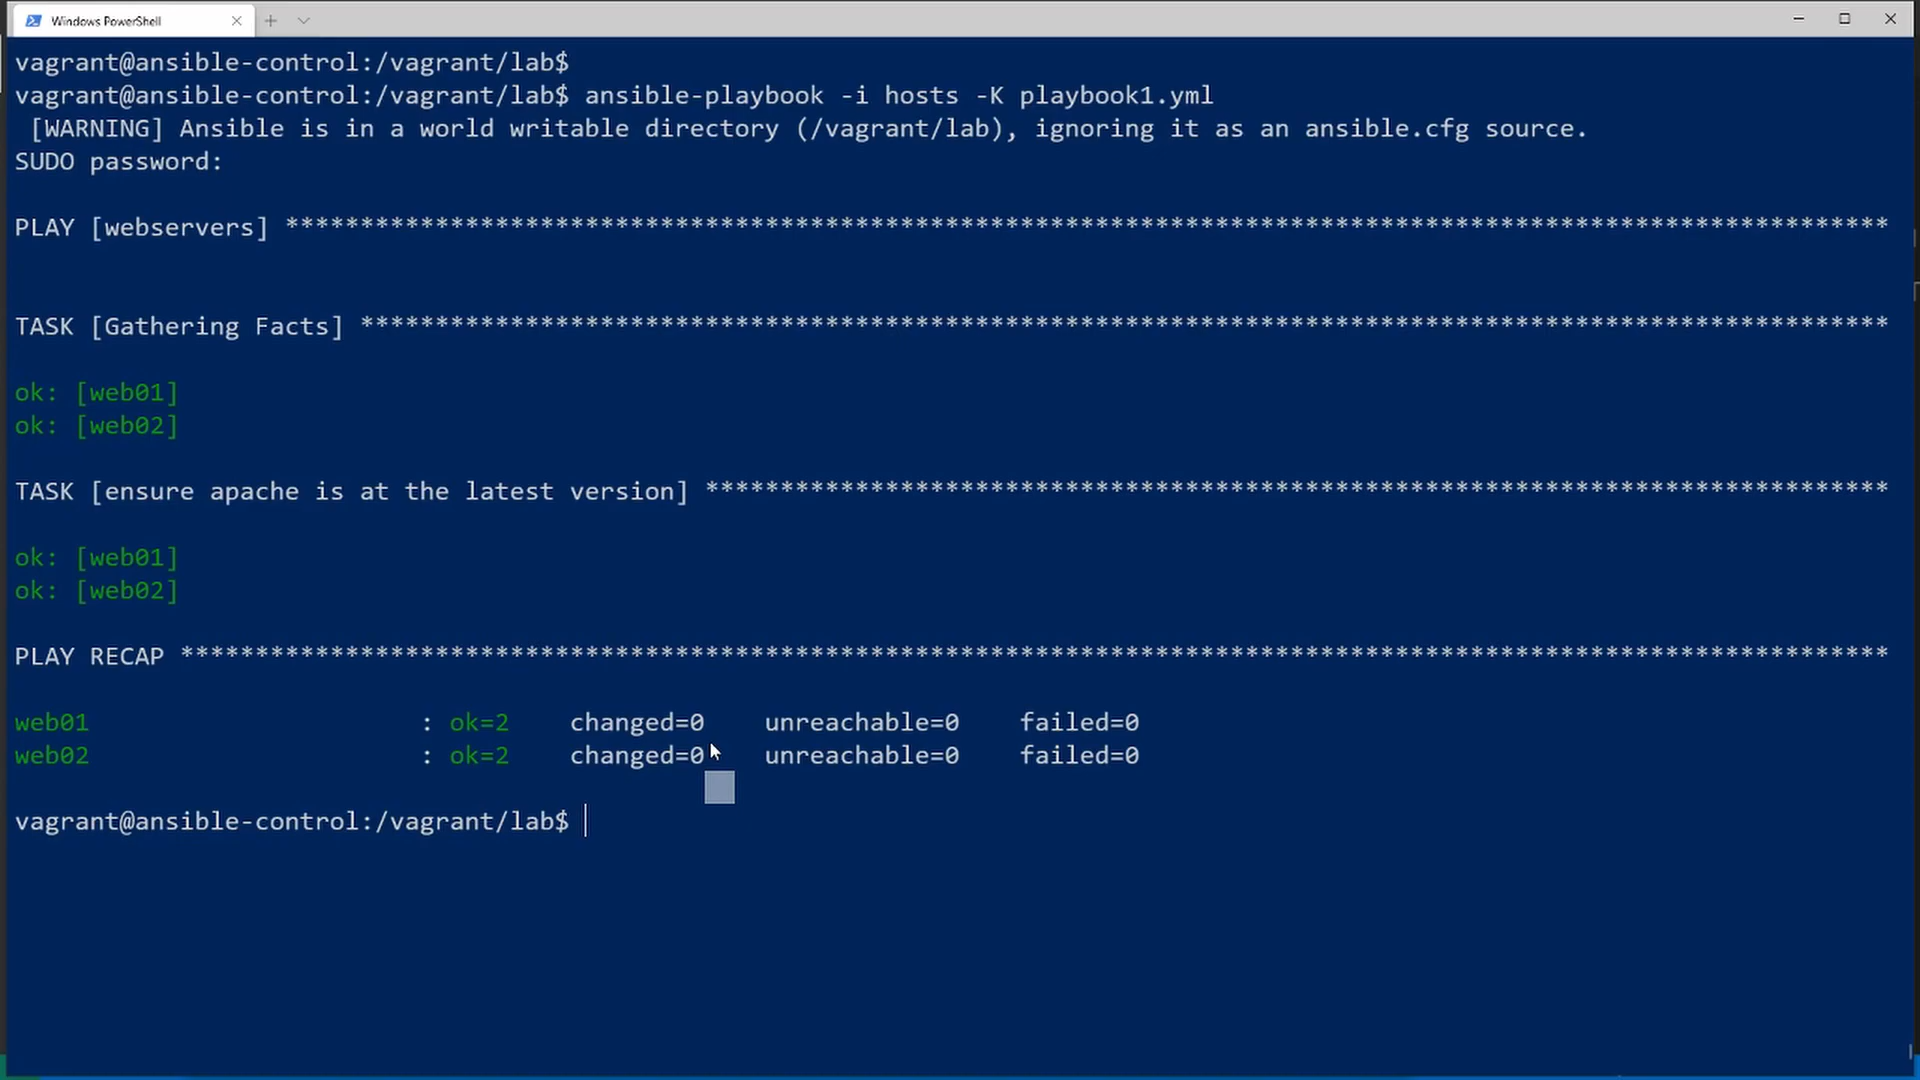 Windows PowerShell
vagrant@ansible-control:/vagrant/lab$
vagrant@ansible-control:/vagrant/lab$ ansible-playbook -i hosts -K playbook1.yml
 [WARNING] Ansible is in a world writable directory (/vagrant/lab), ignoring it as an ansible.cfg source.
SUDO password:
PLAY [webservers] ***********************************************************************************************************
TASK [Gathering Facts] ******************************************************************************************************
ok: [web01]
ok: [web02]
TASK [ensure apache is at the latest version] *******************************************************************************
ok: [web01]
ok: [web02]
PLAY RECAP ******************************************************************************************************************
web01                      : ok=2    changed=0    unreachable=0    failed=0
web02                      : ok=2    changed=0    unreachable=0    failed=0
vagrant@ansible-control:/vagrant/lab$